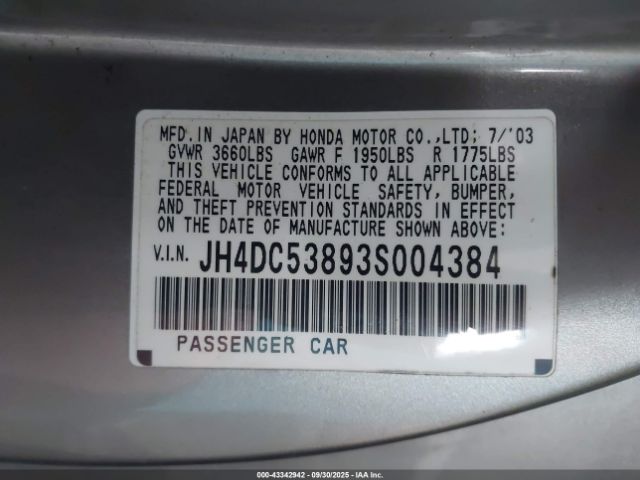 MFD.IN JAPAN BY HONDA MOTOR CO.,LTD; 7/'03
GVWR 3660LBS GAWR F 1950LBS R 1775LBS
THIS VEHICLE CONFORMS TO ALL APPLICABLE
FEDERAL MOTOR VEHICLE SAFETY, BUMPER,
AND THEFT PREVENTION STANDARDS IN EFFECT
ON THE DATE OF MANUFACTURE SHOWN ABOVE:
V.I.N. JH4DC53893S004384
PASSENGER CAR
000-43342942 - 09/30/2025 - IAA Inc.